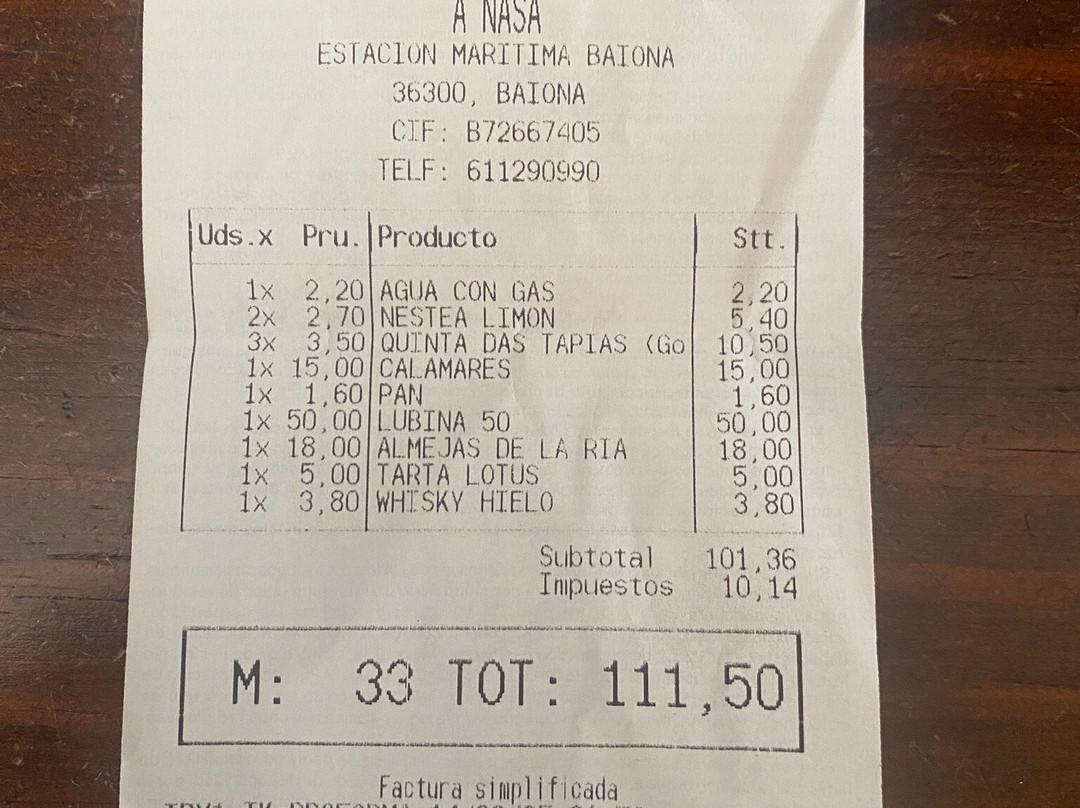 A NASA
ESTACION MARITIMA BAIONA
36300, BAIONA
CIF: B72667405
TELF: 611290990
Uds.x Pru. Producto Stt.
1x 2,20 AGUA CON GAS 2,20
2x 2,70 NESTEA LIMON 5,40
3x 3,50 QUINTA DAS TAPIAS (Go 10,50
1x 15,00 CALAMARES 15,00
1x 1,60 PAN 1,60
1x 50,00 LUBINA 50 50,00
1x 18,00 ALMEJAS DE LA RIA 18,00
1x 5,00 TARTA LOTUS 5,00
1x 3,80 WHISKY HIELO 3,80
Subtotal 101,36
Impuestos 10,14
M: 33 TOT: 111,50
Factura simplificada